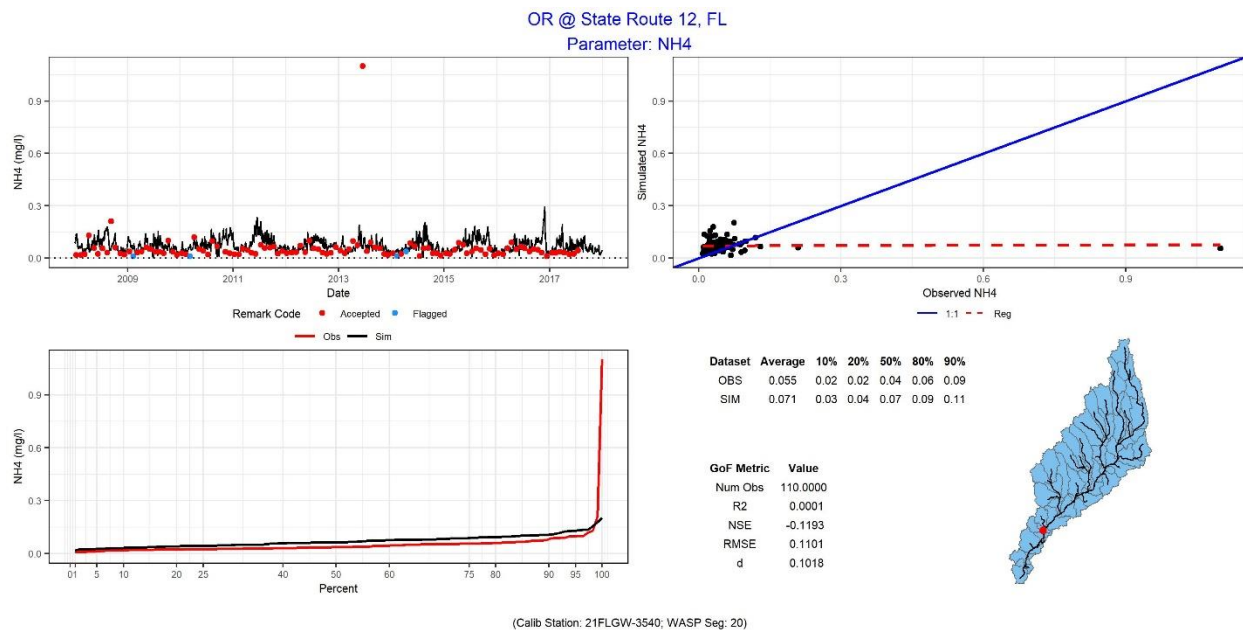 OR @ State Route 12, FL
Parameter: NH4
NH4 (mg/l)
0.9
0.6
0.3
0.0
2009 2011 2013 2015 2017
Date
Remark Code Accepted Flagged
Simulated NH4
0.9
0.6
0.3
0.0
0.0 0.3 0.6 0.9
Observed NH4
1:1 Reg
Obs Sim
NH4 (mg/l)
0.9
0.6
0.3
0.0
0 1 5 10 20 25 40 50 60 75 80 90 95 100
Percent
Dataset Average 10% 20% 50% 80% 90%
OBS 0.055 0.02 0.02 0.04 0.06 0.09
SIM 0.071 0.03 0.04 0.07 0.09 0.11
GoF Metric Value
Num Obs 110.0000
R2 0.0001
NSE -0.1193
RMSE 0.1101
d 0.1018
(Calib Station: 21FLGW-3540; WASP Seg: 20)